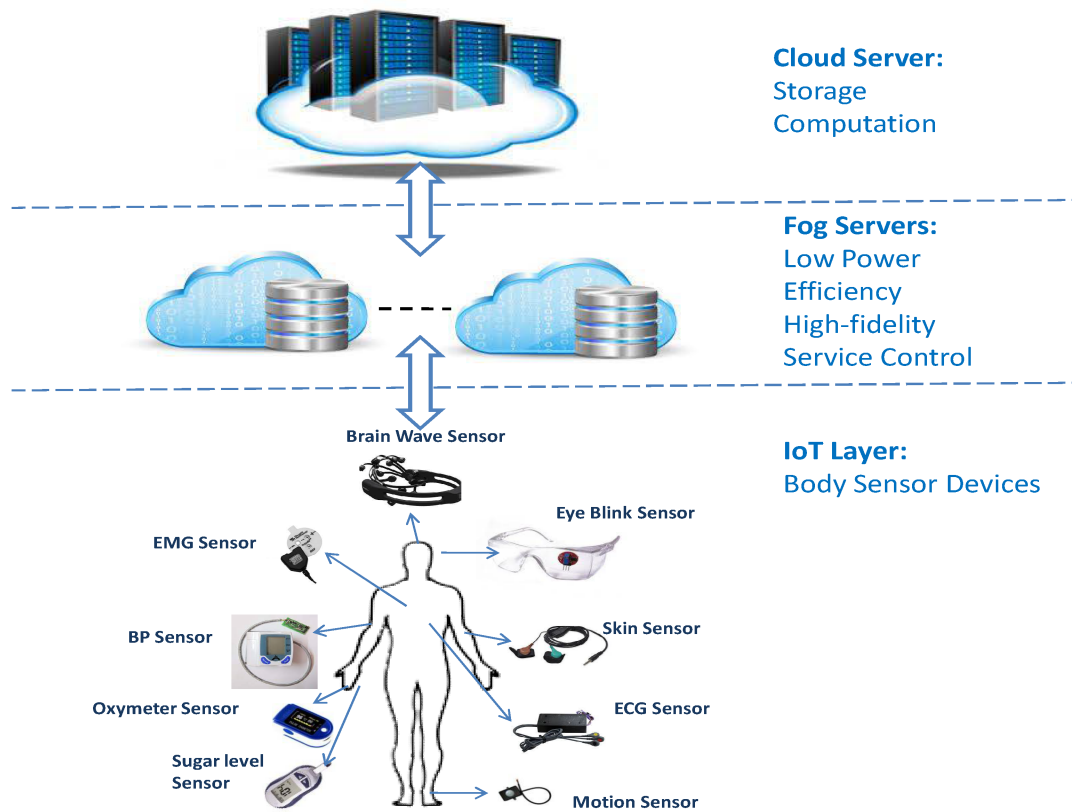 Cloud Server:
Storage
Computation
Fog Servers:
Low Power
Efficiency
High-fidelity
Service Control
IoT Layer:
Body Sensor Devices
Brain Wave Sensor
Eye Blink Sensor
EMG Sensor
BP Sensor
Skin Sensor
Oxymeter Sensor
ECG Sensor
Sugar level
Sensor
Motion Sensor